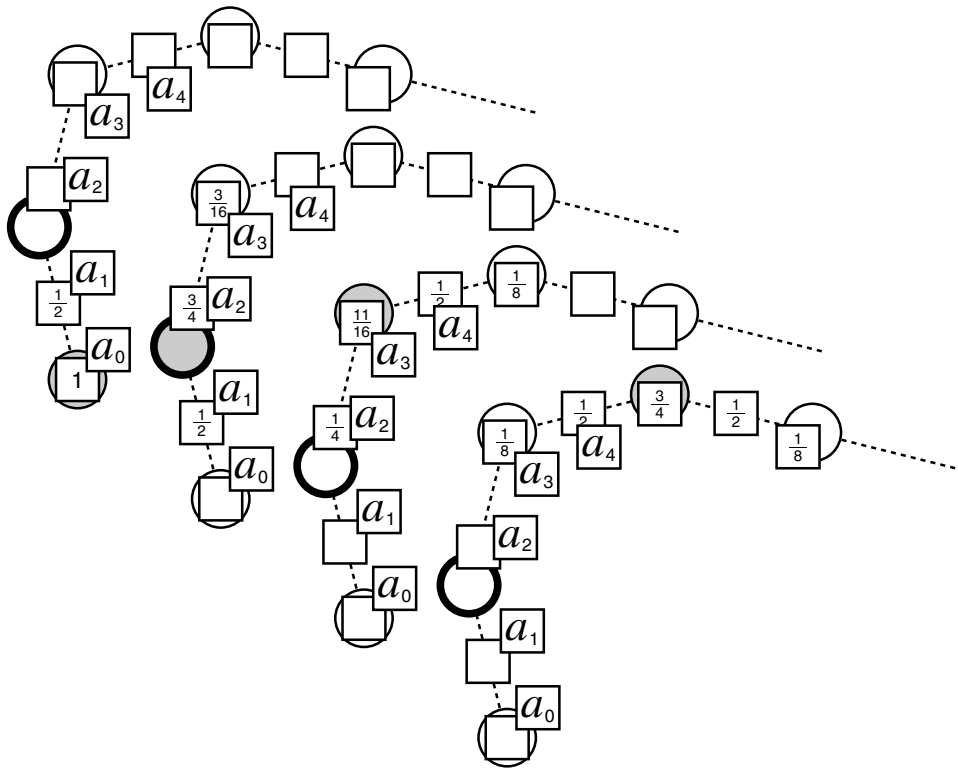 a₄
a₃
a₂
a₁
1/2
a₀
1
3/16
a₄
a₃
a₂
3/4
a₁
1/2
a₀
1/2
1/8
11/16
a₄
a₃
a₂
1/4
a₁
a₀
1/2
3/4
1/2
1/8
a₄
1/8
a₃
a₂
a₁
a₀